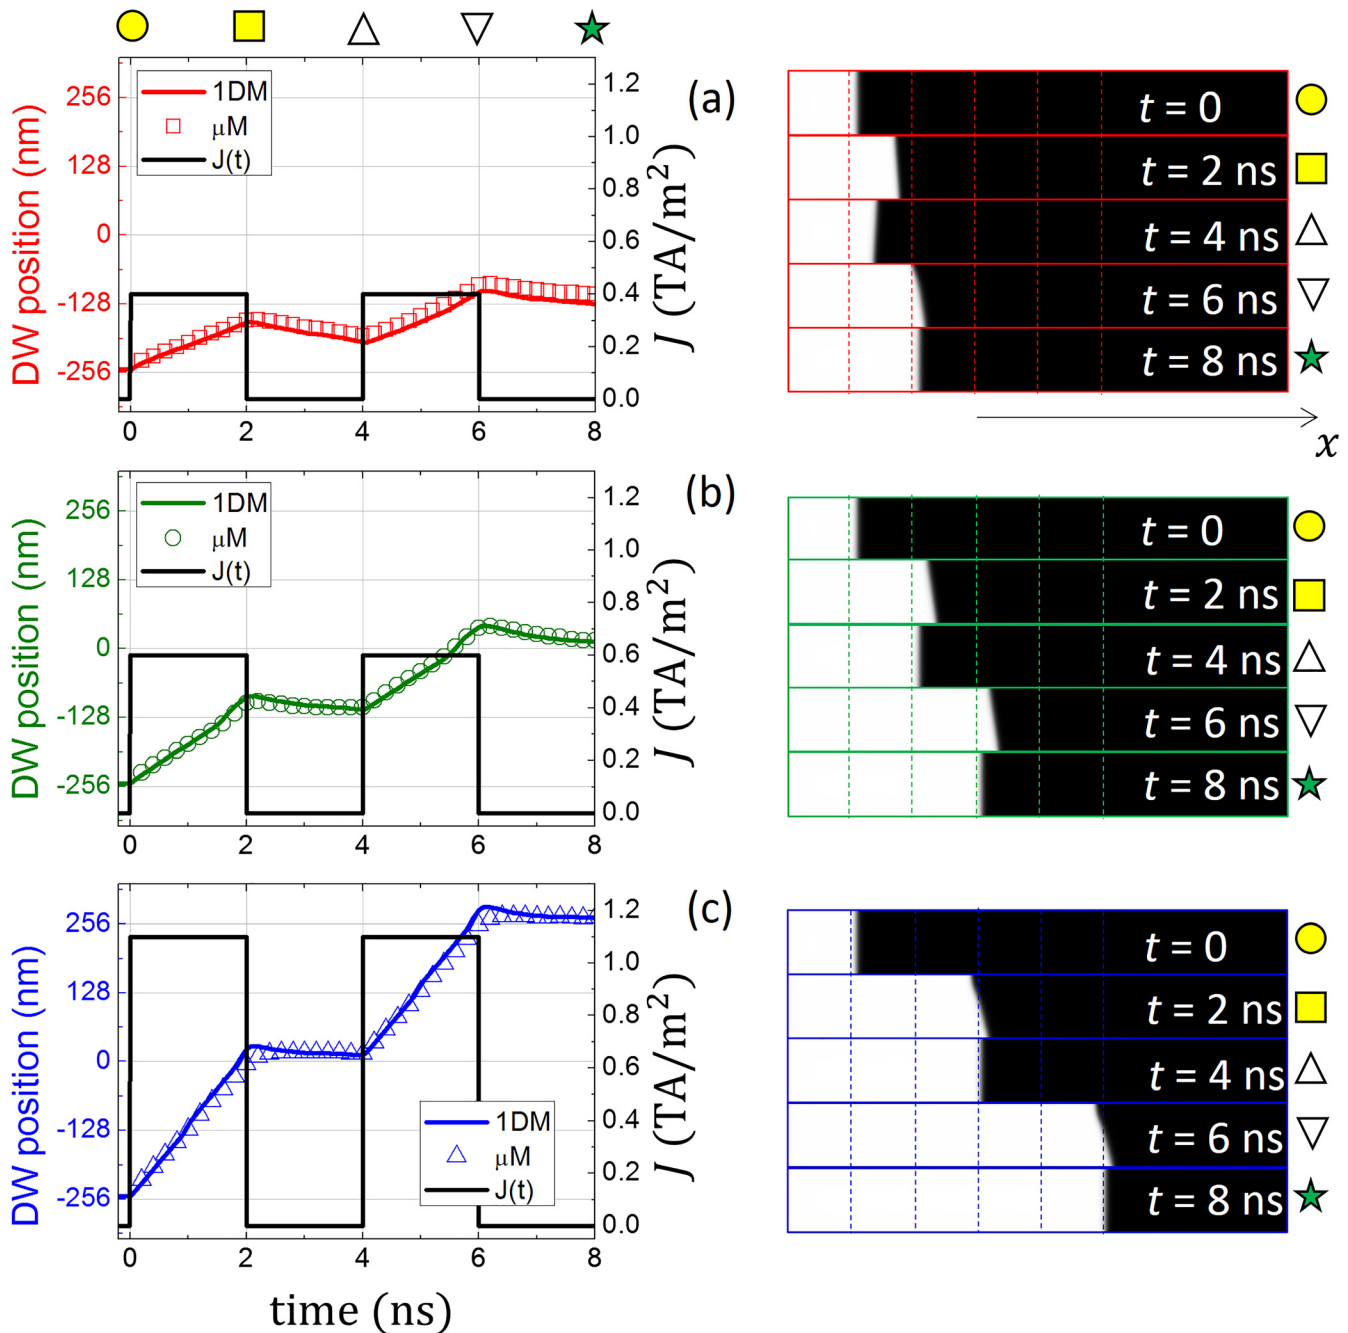 (a)
DW position (nm)
256
128
0
-128
-256
1DM
μM
J(t)
1.2
1.0
0.8
0.6
0.4
0.2
0.0
J (TA/m²)
0 2 4 6 8
t = 0
t = 2 ns
t = 4 ns
t = 6 ns
t = 8 ns
x
(b)
DW position (nm)
256
128
0
-128
-256
1DM
μM
J(t)
1.2
1.0
0.8
0.6
0.4
0.2
0.0
J (TA/m²)
0 2 4 6 8
t = 0
t = 2 ns
t = 4 ns
t = 6 ns
t = 8 ns
(c)
DW position (nm)
256
128
0
-128
-256
1DM
μM
J(t)
1.2
1.0
0.8
0.6
0.4
0.2
0.0
J (TA/m²)
0 2 4 6 8
time (ns)
t = 0
t = 2 ns
t = 4 ns
t = 6 ns
t = 8 ns